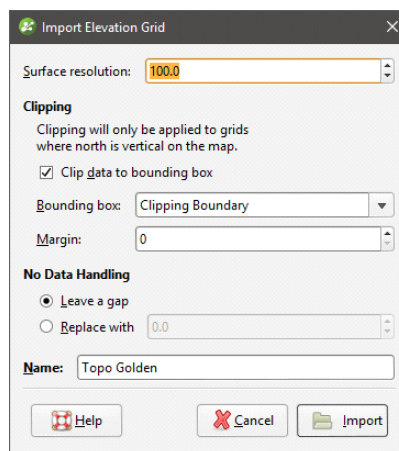 Import Elevation Grid
Surface resolution: 100.0
Clipping
Clipping will only be applied to grids
where north is vertical on the map.
Clip data to bounding box
Bounding box: Clipping Boundary
Margin: 0
No Data Handling
Leave a gap
Replace with 0.0
Name: Topo Golden
Help Cancel Import